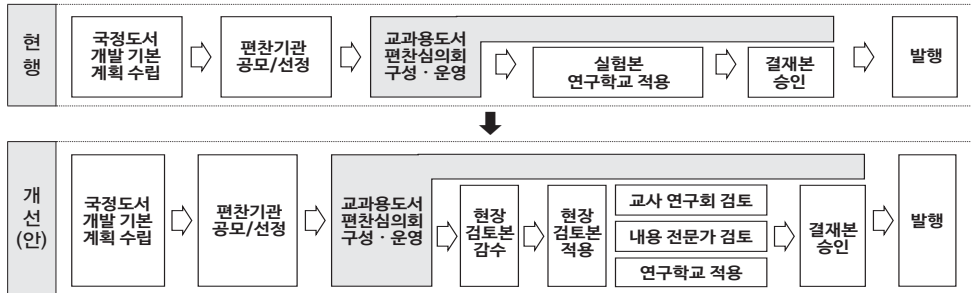 현
행
국정도서
개발 기본
계획 수립
편찬기관
공모/선정
교과용도서
편찬심의회
구성 · 운영
실험본
연구학교 적용
결재본
승인
발행
개
선
(안)
국정도서
개발 기본
계획 수립
편찬기관
공모/선정
교과용도서
편찬심의회
구성 · 운영
현장
검토본
감수
현장
검토본
적용
교사 연구회 검토
내용 전문가 검토
연구학교 적용
결재본
승인
발행